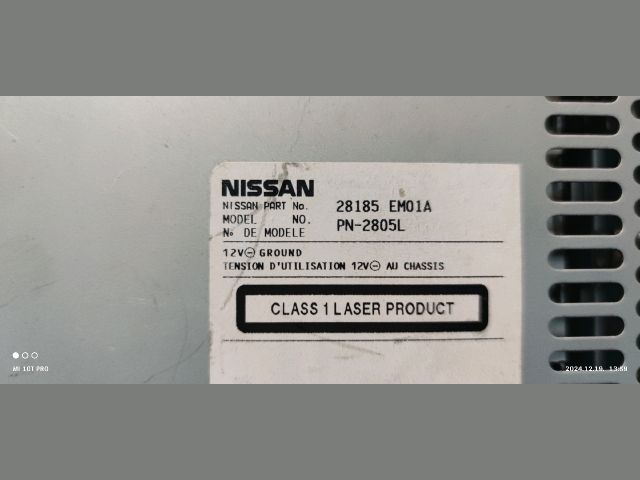 NISSAN
NISSAN PART No. 28185 EM01A
MODEL NO. PN-2805L
No DE MODELE
12V⊖ GROUND
TENSION D'UTILISATION 12V⊖ AU CHASSIS
CLASS 1 LASER PRODUCT
MI 10T PRO
2024.12.19. 13:59